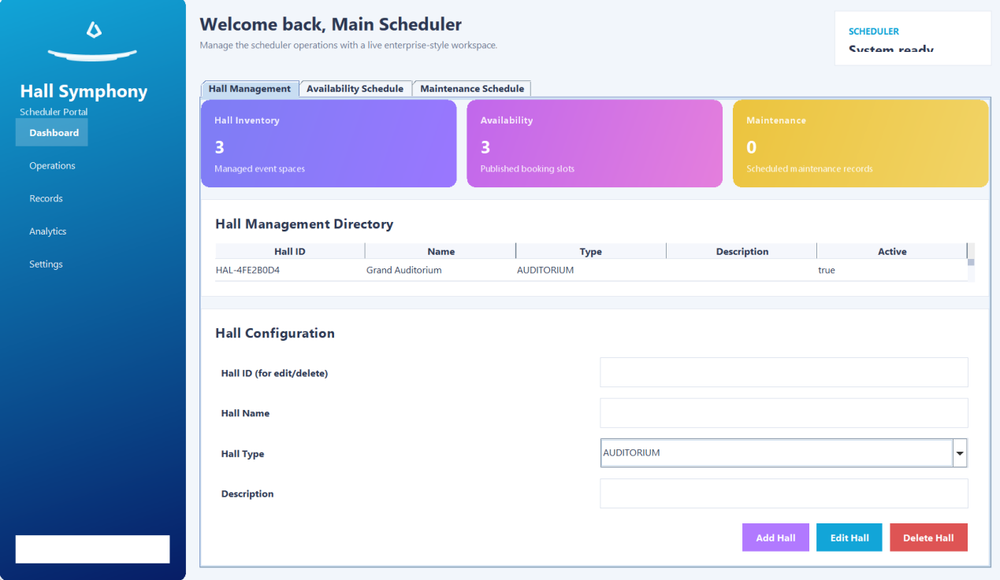 Hall Symphony
Scheduler Portal
Dashboard
Operations
Records
Analytics
Settings
Welcome back, Main Scheduler
Manage the scheduler operations with a live enterprise-style workspace.
SCHEDULER
System ready
Hall Management Availability Schedule Maintenance Schedule
Hall Inventory
3
Managed event spaces
Availability
3
Published booking slots
Maintenance
0
Scheduled maintenance records
Hall Management Directory
Hall ID Name Type Description Active
HAL-4FE2B0D4 Grand Auditorium AUDITORIUM true
Hall Configuration
Hall ID (for edit/delete)
Hall Name
Hall Type AUDITORIUM
Description
Add Hall Edit Hall Delete Hall